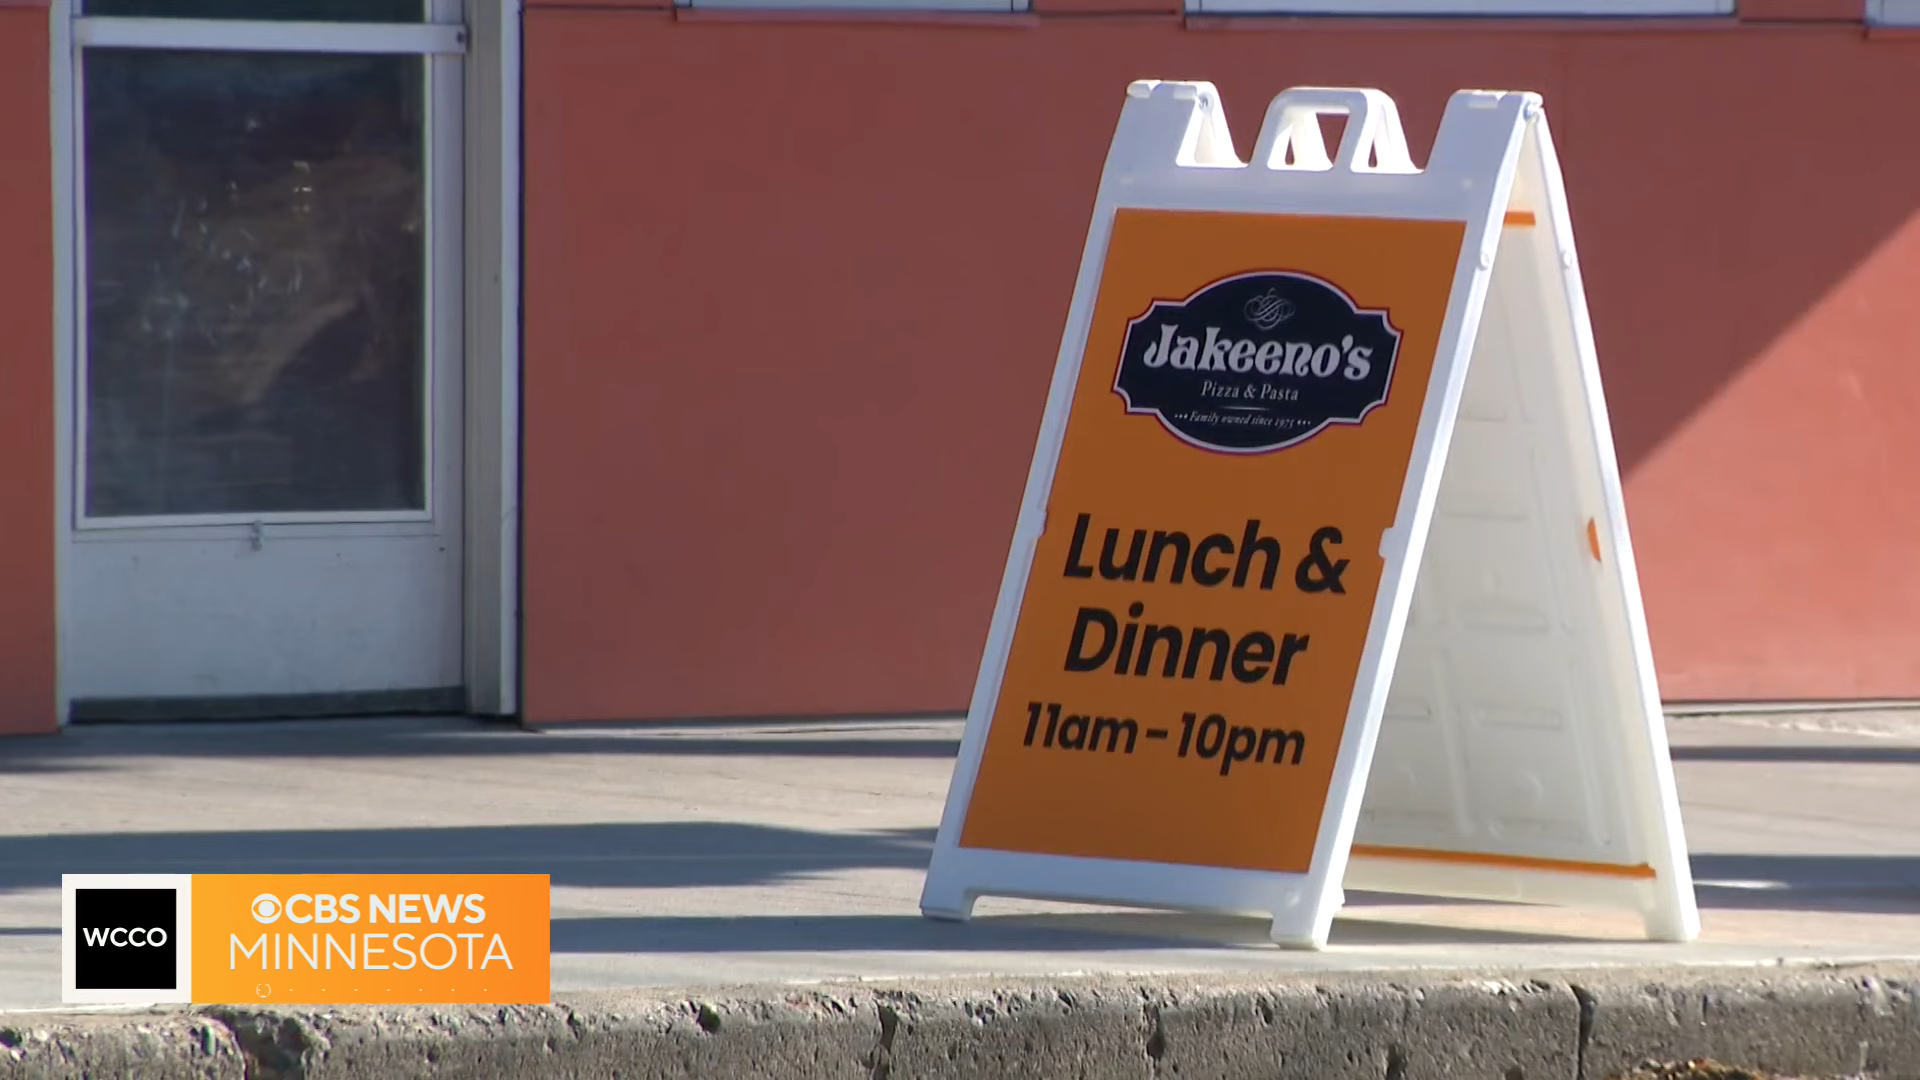 Jakeeno's
Pizza & Pasta
Family owned since 1975
Lunch &
Dinner
11am - 10pm
WCCO
CBS NEWS
MINNESOTA